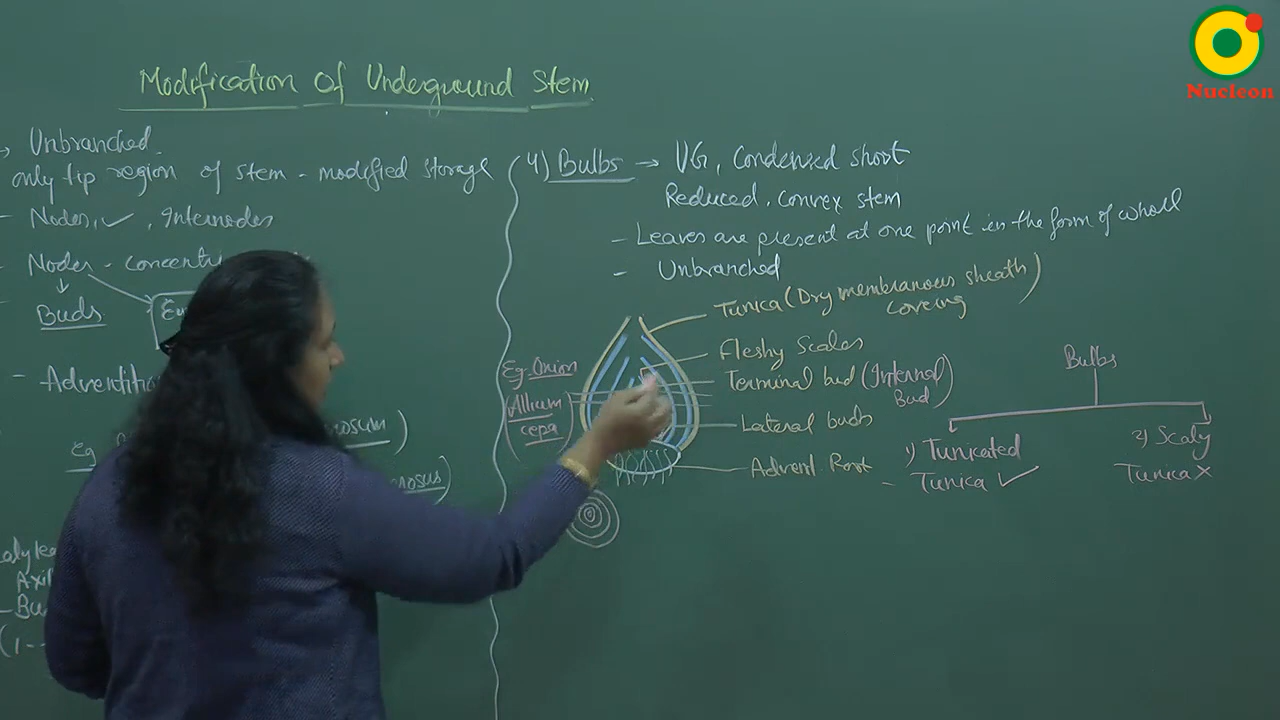 Nucleon
Modification Of Underground Stem
→ Unbranched
only tip region of stem - modified storage
- Nodes, ✓, Internodes
- Nodes - concent
↓
Buds
- Adventitio
Eg
4) Bulbs → UG, Condensed shoot
Reduced, convex stem
- Leaves are present at one point in the form of whorl
- Unbranched
Tunica (Dry membranous sheath)
covering
Fleshy Scales
Terminal bud (Internal
Bud)
Lateral buds
Advent Root
Eg. Onion
(Allium
cepa)
Bulbs
1) Tunicated
- Tunica ✓
2) Scaly
Tunica ×